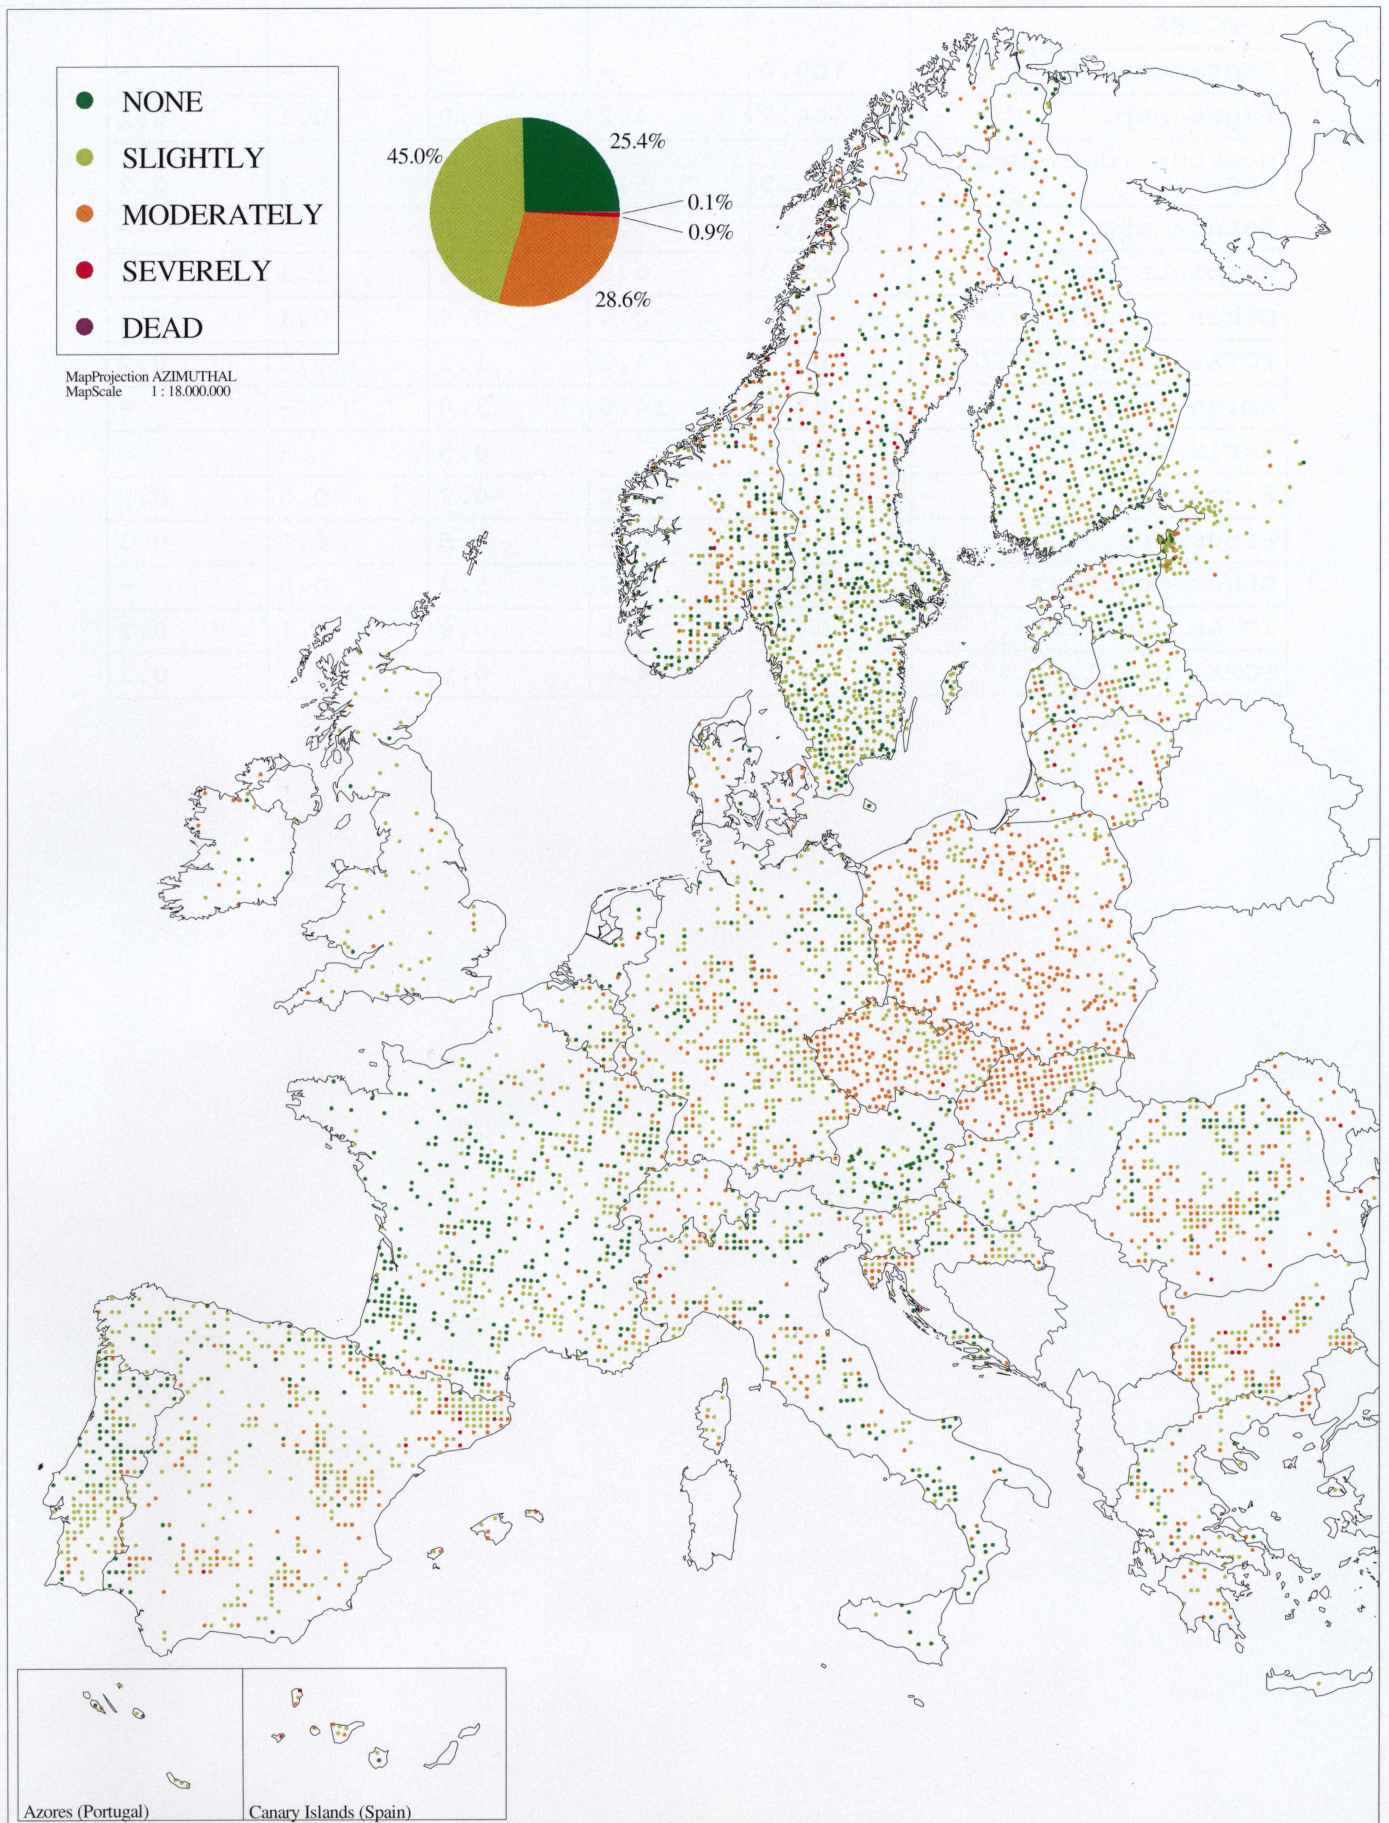 NONE
SLIGHTLY
MODERATELY
SEVERELY
DEAD
45.0%
25.4%
0.1%
0.9%
28.6%
MapProjection AZIMUTHAL
MapScale 1 : 18.000.000
Azores (Portugal)
Canary Islands (Spain)